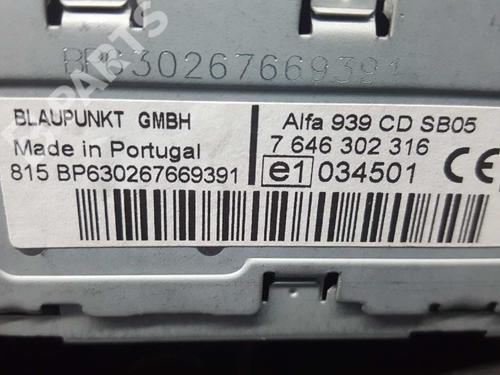 BP630267669391
BLAUPUNKT GMBH
Made in Portugal
815 BP630267669391
Alfa 939 CD SB05
7 646 302 316
e1 034501 CE